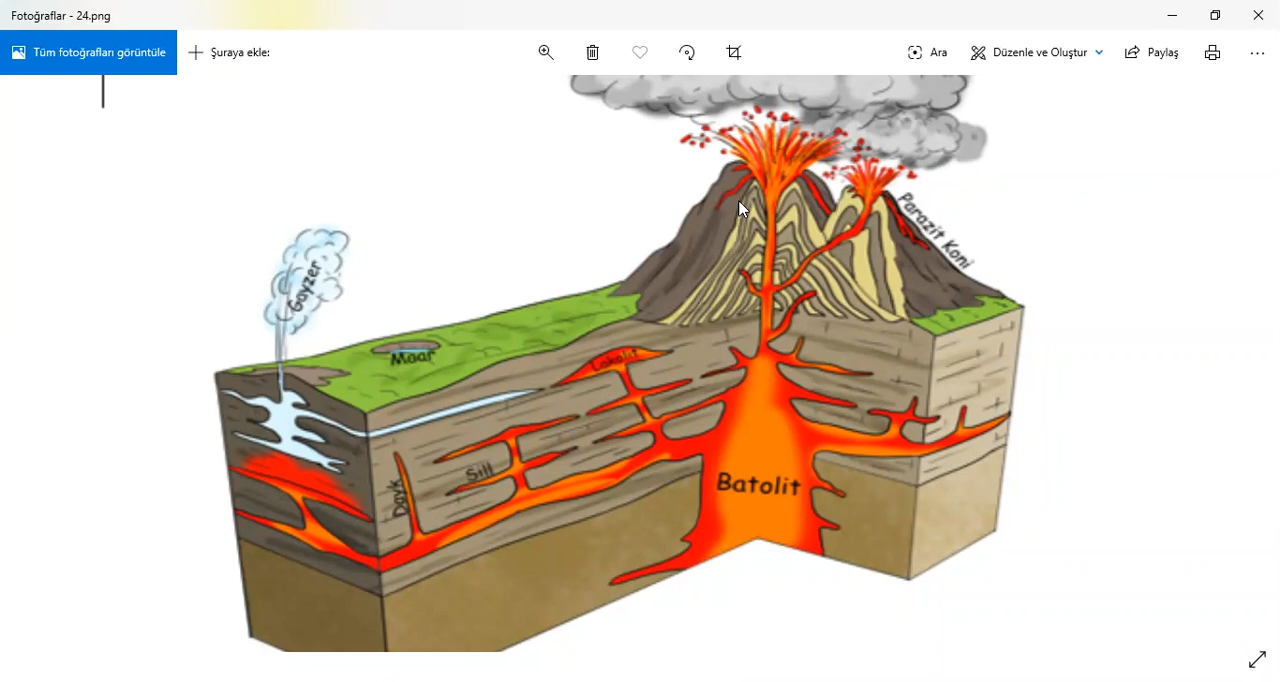 Fotoğraflar - 24.png
Tüm fotoğrafları görüntüle
Şuraya ekle:
Ara
Düzenle ve Oluştur
Paylaş
Parazit Koni
Gayzer
Maar
Lakolit
Sill
Dayk
Batolit